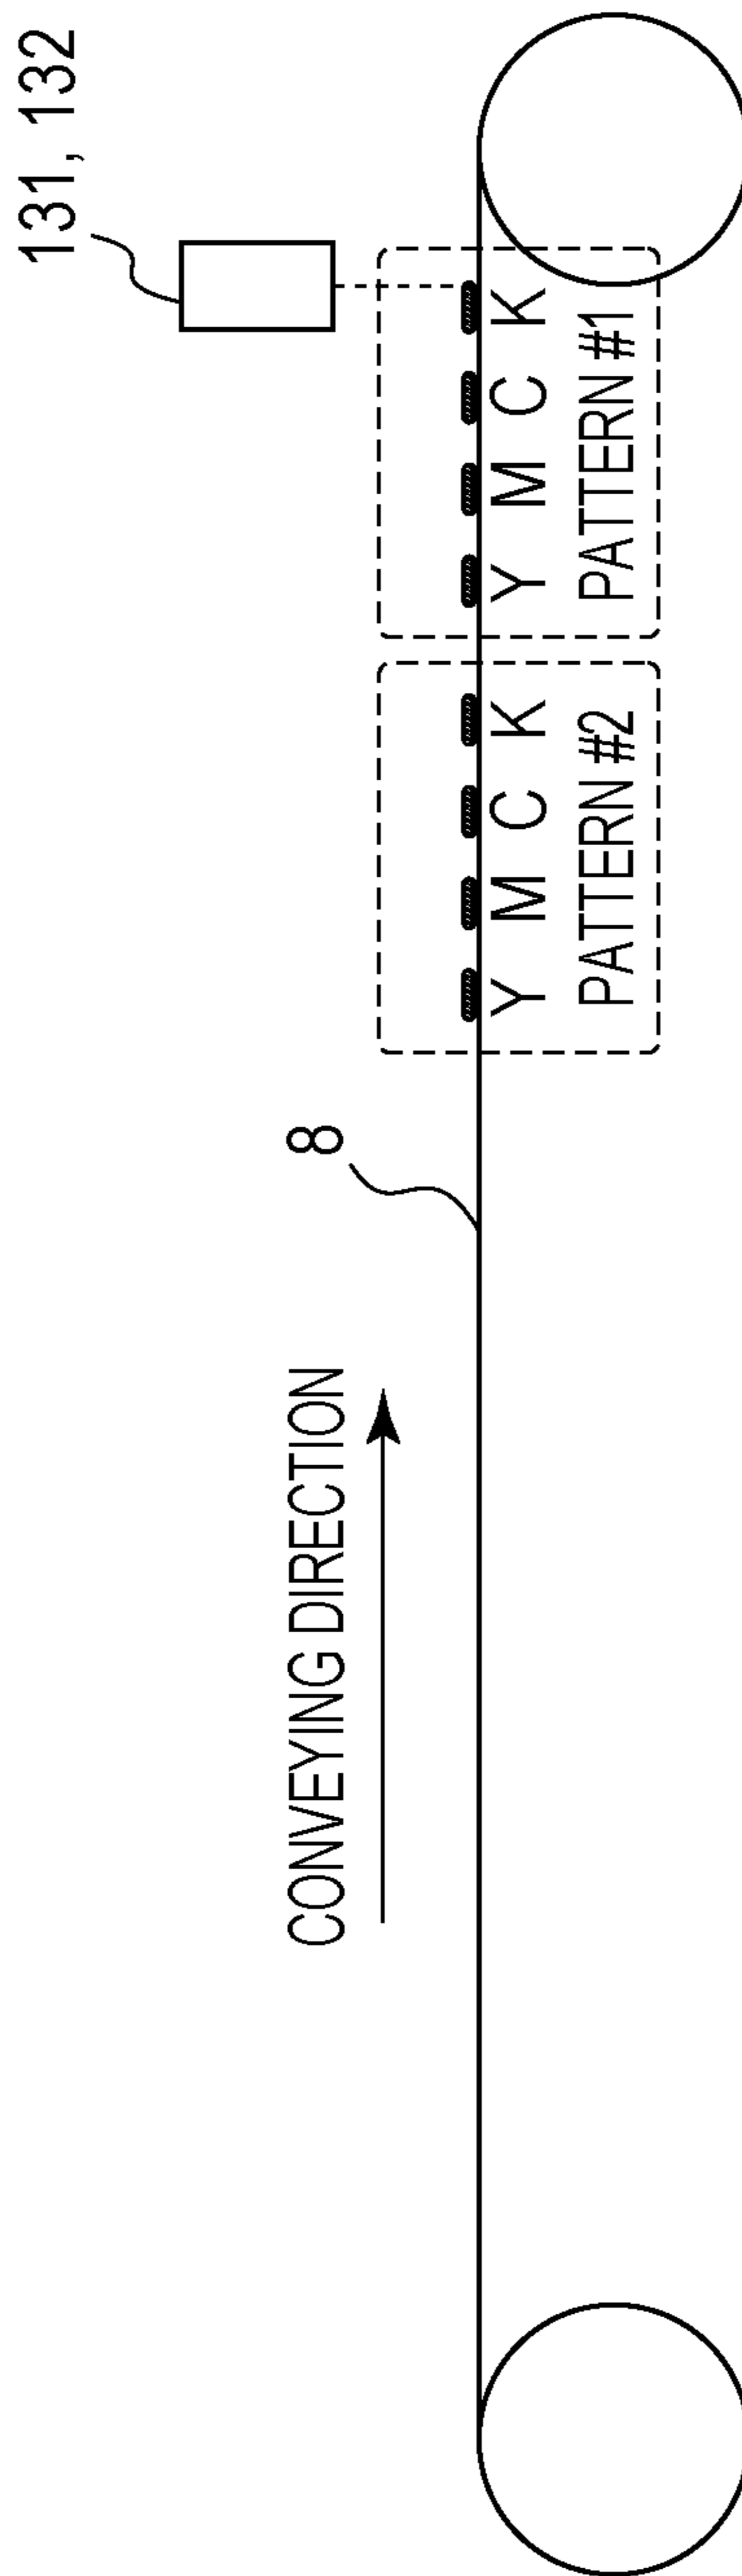 131, 132
CONVEYING DIRECTION
8
Y M C K
Y M C K
PATTERN #2
PATTERN #1